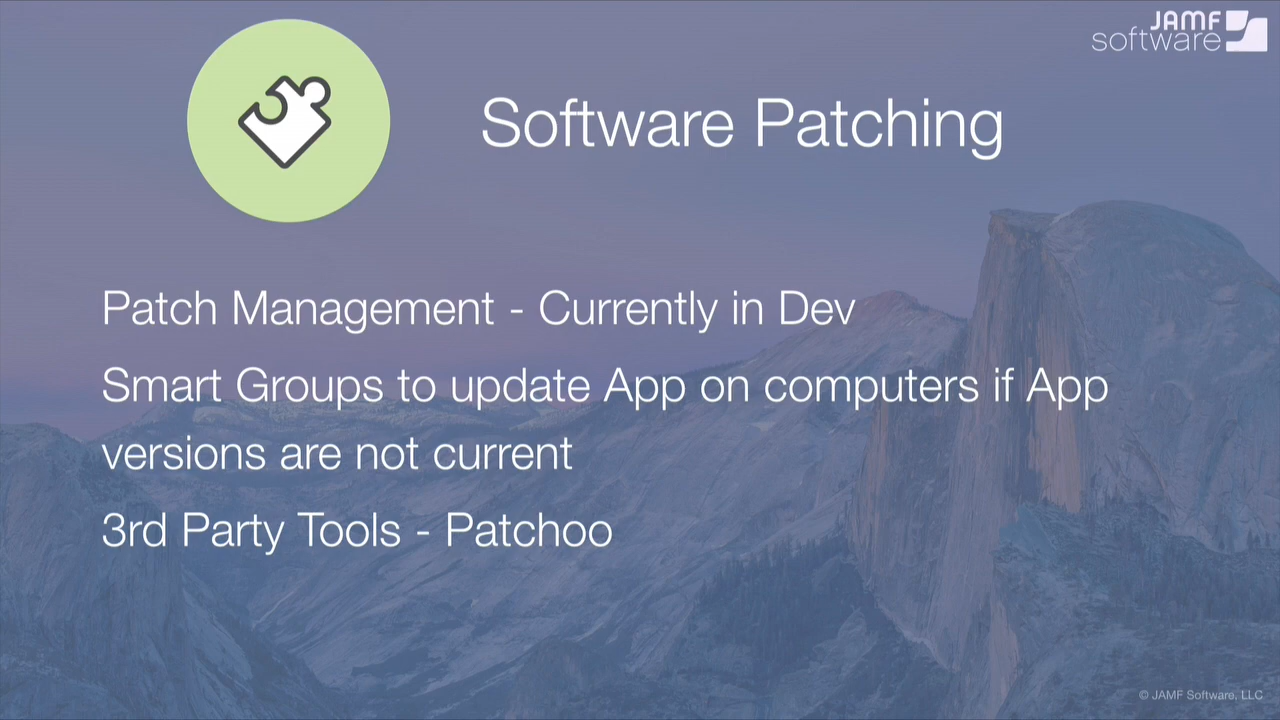 JAMF
software
Software Patching
Patch Management - Currently in Dev
Smart Groups to update App on computers if App
versions are not current
3rd Party Tools - Patchoo
© JAMF Software, LLC